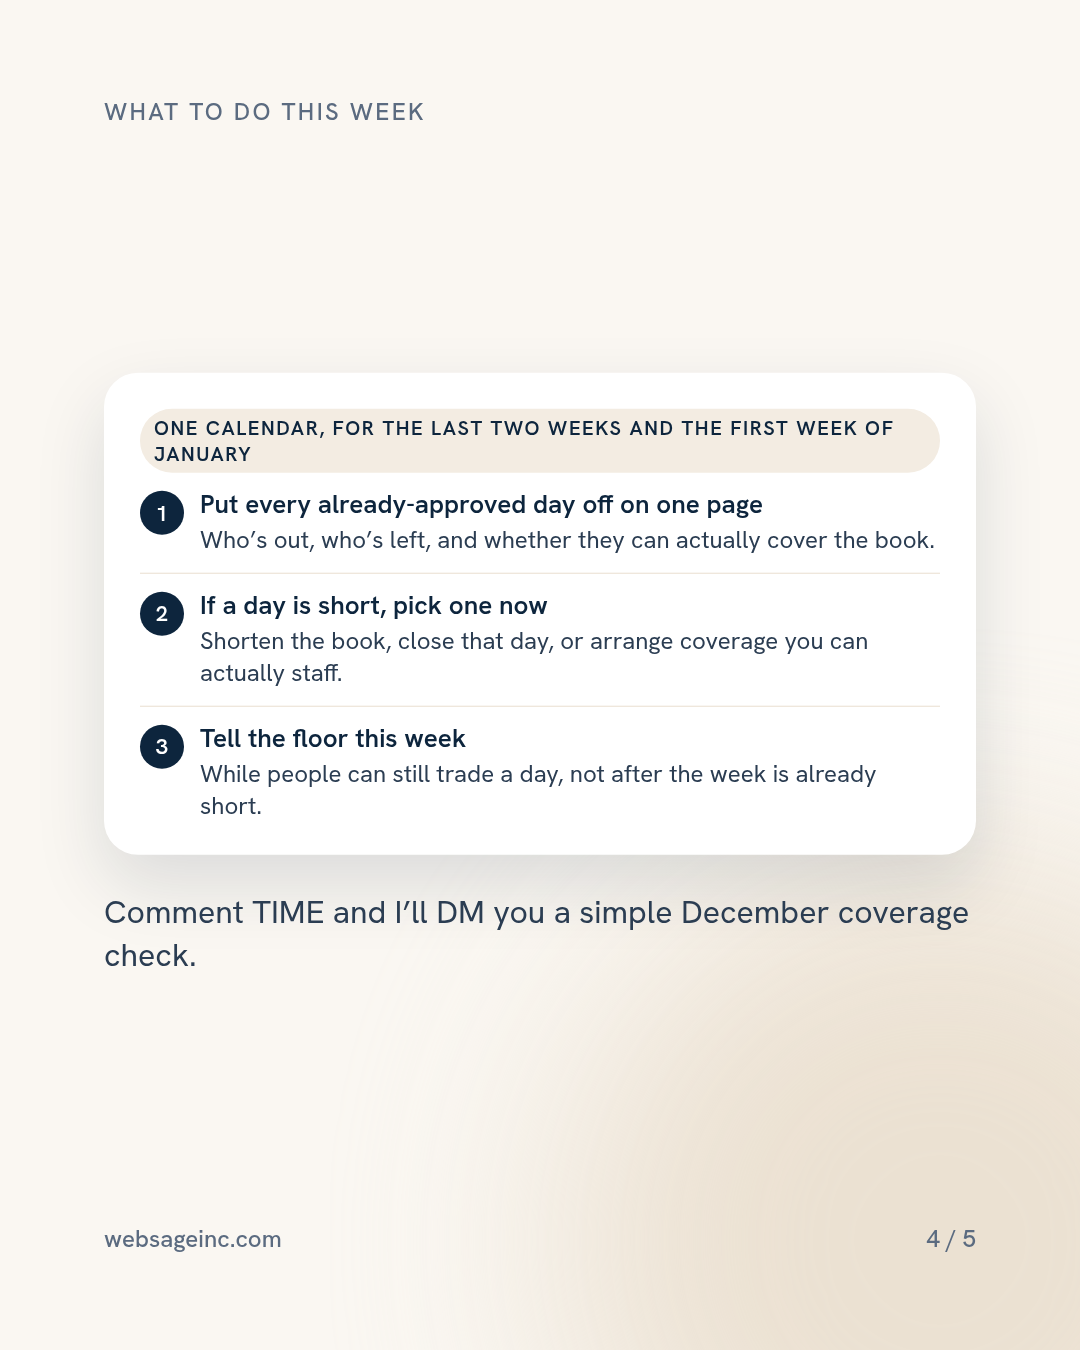 WHAT TO DO THIS WEEK
ONE CALENDAR, FOR THE LAST TWO WEEKS AND THE FIRST WEEK OF
JANUARY
1
Put every already-approved day off on one page
Who’s out, who’s left, and whether they can actually cover the book.
2
If a day is short, pick one now
Shorten the book, close that day, or arrange coverage you can
actually staff.
3
Tell the floor this week
While people can still trade a day, not after the week is already
short.
Comment TIME and I’ll DM you a simple December coverage
check.
websageinc.com
4 / 5